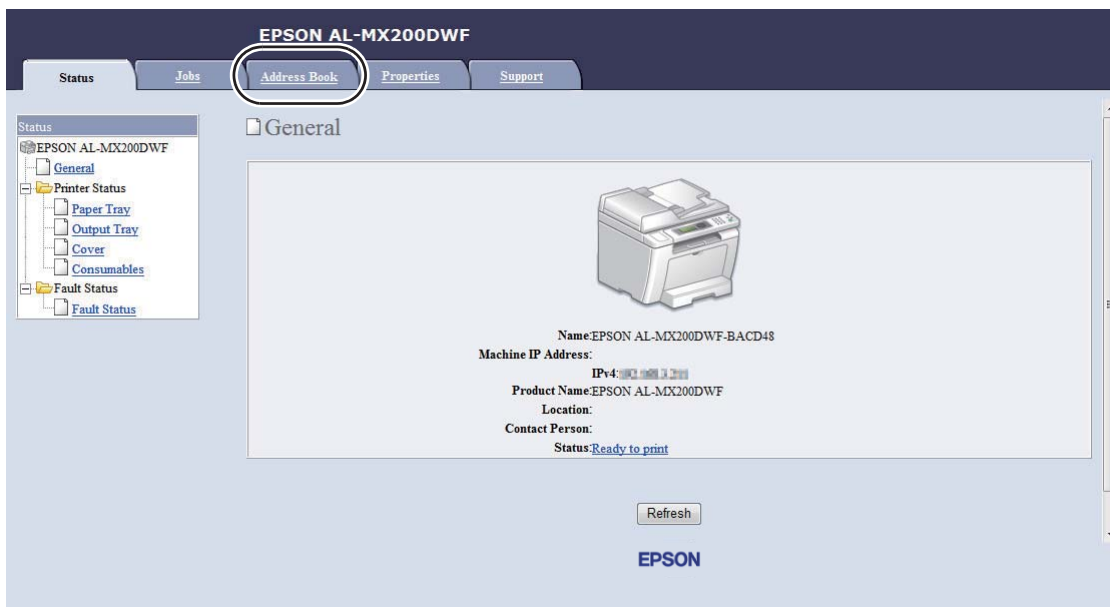 EPSON AL-MX200DWF
Status Jobs Address Book Properties Support
Status
EPSON AL-MX200DWF
General
Printer Status
Paper Tray
Output Tray
Cover
Consumables
Fault Status
Fault Status
General
Name:EPSON AL-MX200DWF-BACD48
Machine IP Address:
IPv4:
Product Name:EPSON AL-MX200DWF
Location:
Contact Person:
Status:Ready to print
Refresh
EPSON